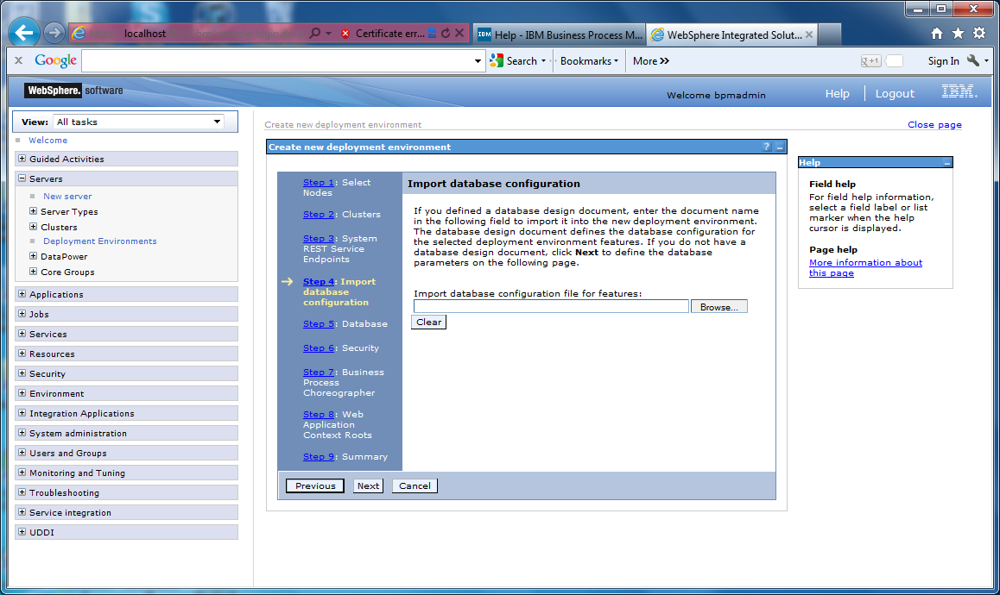 localhost
Certificate err...
IBM Help - IBM Business Process M...
WebSphere Integrated Solut...
x Google
Search
Bookmarks
More »
g +1
Sign In
WebSphere. software
Welcome bpmadmin
Help
Logout
IBM.
View: All tasks
Welcome
Guided Activities
Servers
New server
Server Types
Clusters
Deployment Environments
DataPower
Core Groups
Applications
Jobs
Services
Resources
Security
Environment
Integration Applications
System administration
Users and Groups
Monitoring and Tuning
Troubleshooting
Service integration
UDDI
Create new deployment environment
Close page
Create new deployment environment
?
Step 1: Select
Nodes
Step 2: Clusters
Step 3: System
REST Service
Endpoints
Step 4: Import
database
configuration
Step 5: Database
Step 6: Security
Step 7: Business
Process
Choreographer
Step 8: Web
Application
Context Roots
Step 9: Summary
Import database configuration
If you defined a database design document, enter the document name
in the following field to import it into the new deployment environment.
The database design document defines the database configuration for
the selected deployment environment features. If you do not have a
database design document, click Next to define the database
parameters on the following page.
Import database configuration file for features:
Browse...
Clear
Previous
Next
Cancel
Help
Field help
For field help information,
select a field label or list
marker when the help
cursor is displayed.
Page help
More information about
this page